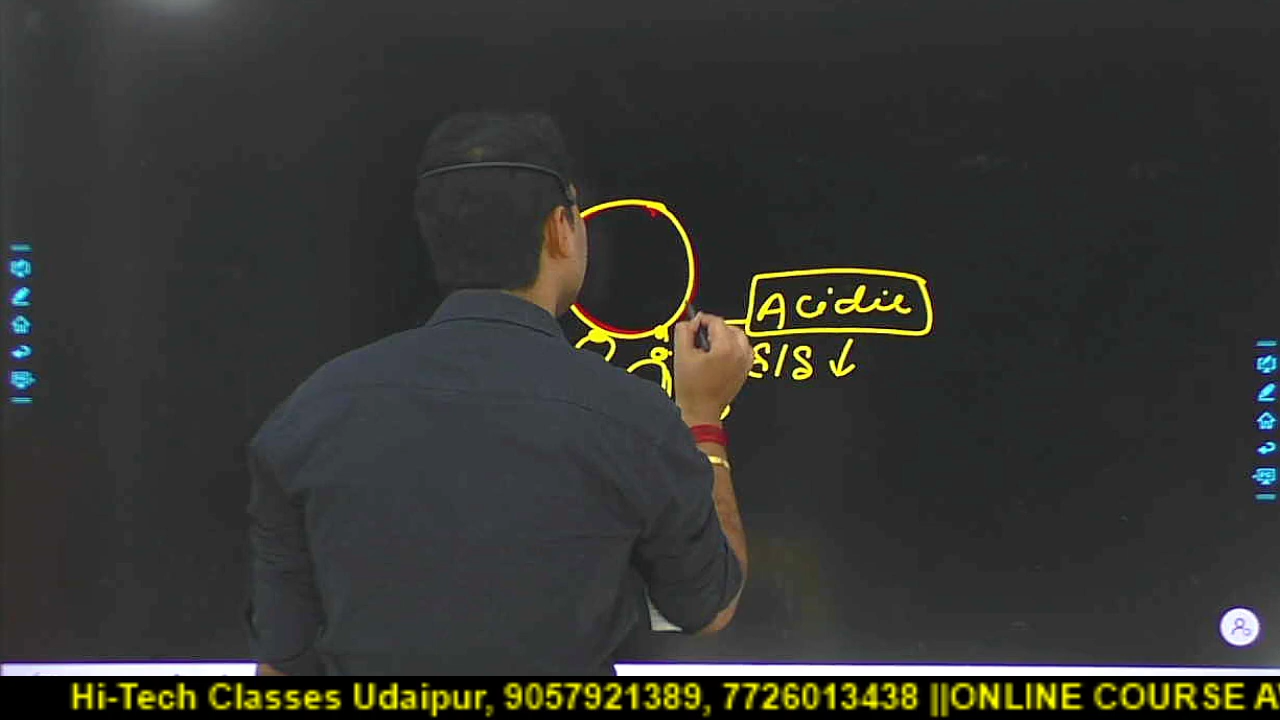 Acidic
S/S ↓
Hi-Tech Classes Udaipur, 9057921389, 7726013438 ||ONLINE COURSE A